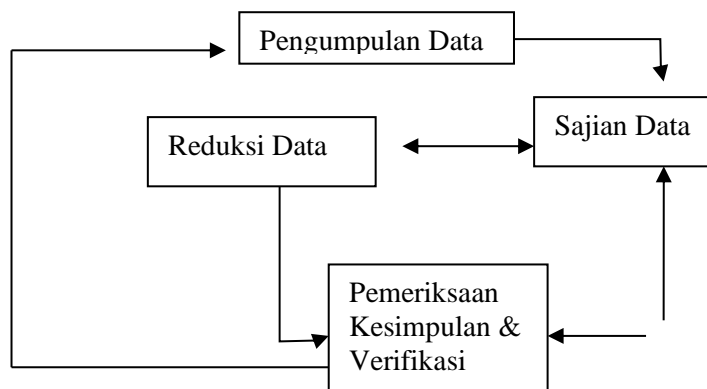 Pengumpulan Data
Sajian Data
Reduksi Data
Pemeriksaan
Kesimpulan &
Verifikasi